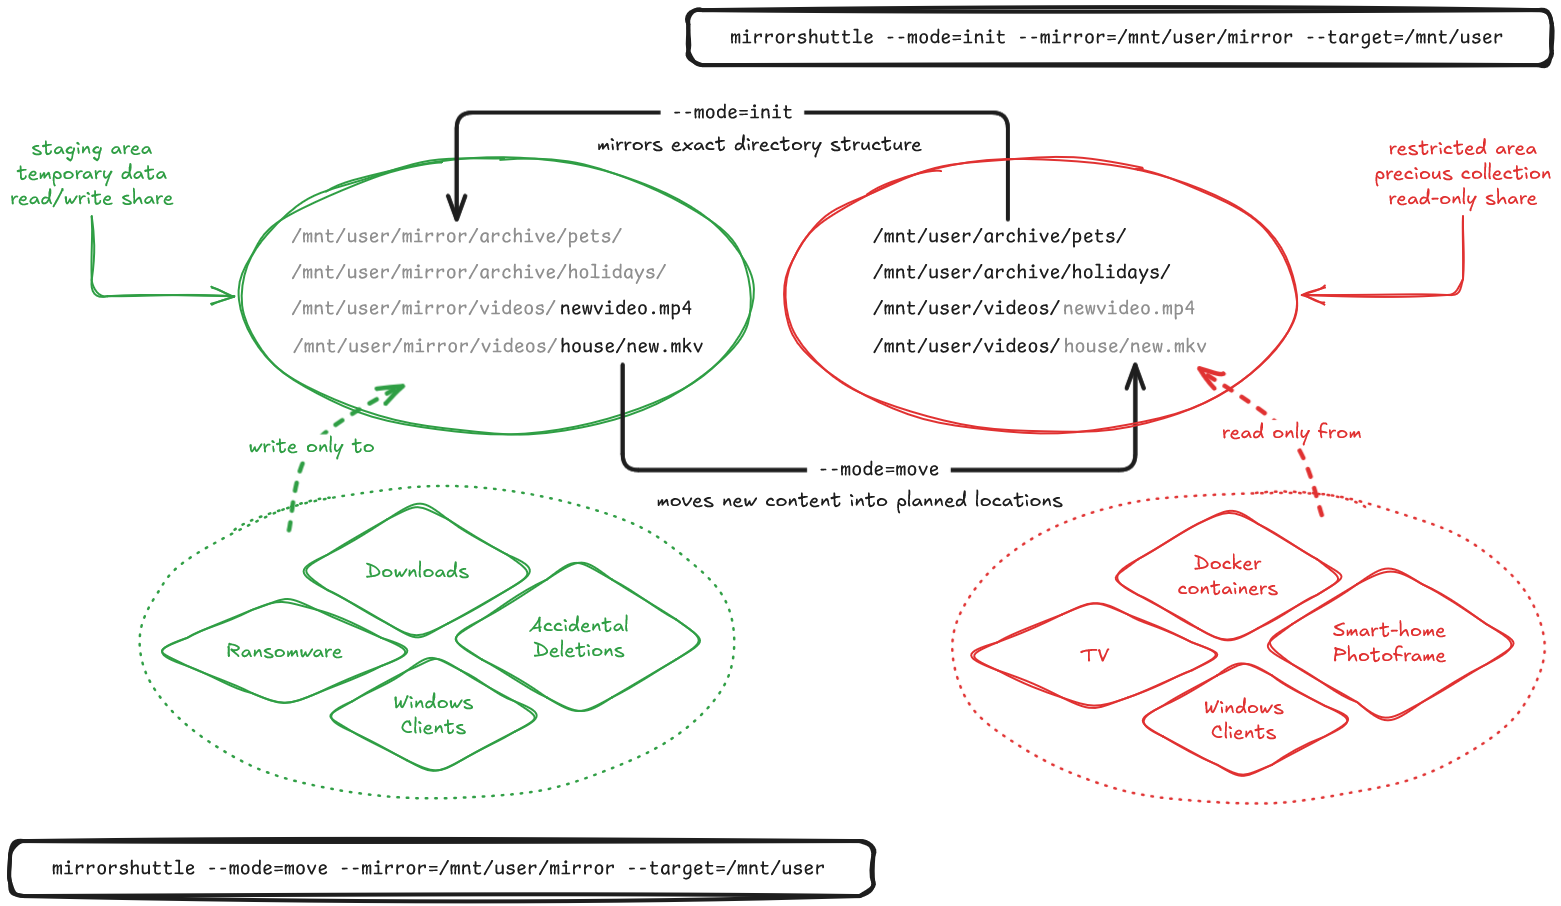 mirrorshuttle --mode=init --mirror=/mnt/user/mirror --target=/mnt/user
--mode=init
mirrors exact directory structure
staging area
temporary data
read/write share
restricted area
precious collection
read-only share
/mnt/user/mirror/archive/pets/
/mnt/user/mirror/archive/holidays/
/mnt/user/mirror/videos/newvideo.mp4
/mnt/user/mirror/videos/house/new.mkv
/mnt/user/archive/pets/
/mnt/user/archive/holidays/
/mnt/user/videos/newvideo.mp4
/mnt/user/videos/house/new.mkv
write only to
read only from
--mode=move
moves new content into planned locations
Downloads
Accidental
Deletions
Ransomware
Windows
Clients
Docker
containers
Smart-home
Photoframe
TV
Windows
Clients
mirrorshuttle --mode=move --mirror=/mnt/user/mirror --target=/mnt/user